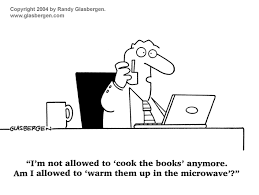 Copyright 2004 by Randy Glasbergen.
www.glasbergen.com
GLASBERGEN
"I'm not allowed to 'cook the books' anymore.
Am I allowed to 'warm them up in the microwave'?"